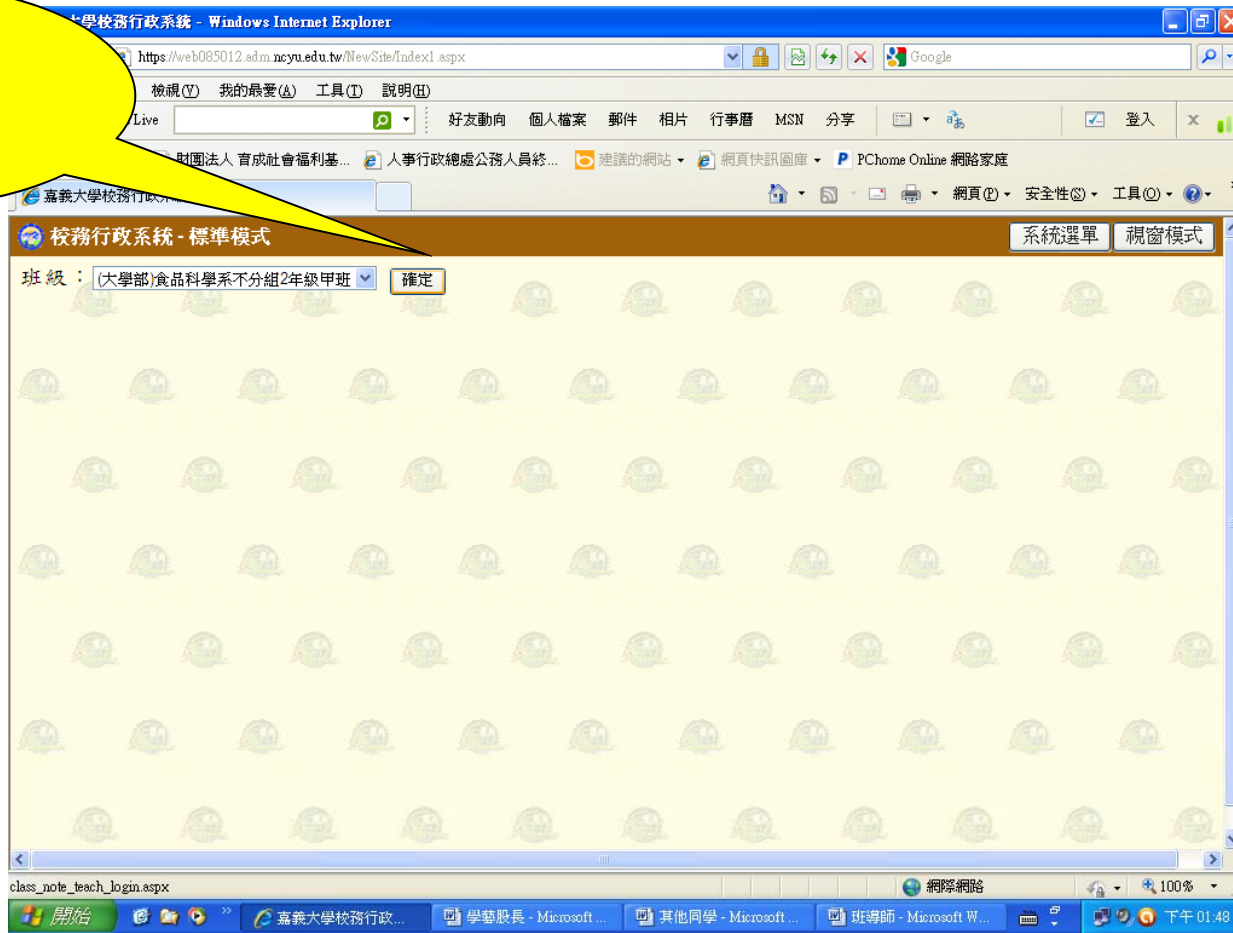 大學校務行政系統 - Windows Internet Explorer
https://web085012.adm.ncyu.edu.tw/NewSite/Index1.aspx
Google
檢視(V) 我的最愛(A) 工具(T) 說明(H)
Live 好友動向 個人檔案 郵件 相片 行事曆 MSN 分享 登入
財團法人 育成社會福利基... 人事行政總處公務人員終... 建議的網站 網頁快訊圖庫 PChome Online 網路家庭
嘉義大學校務行政系統 網頁(P) 安全性(S) 工具(O)
校務行政系統 - 標準模式 系統選單 視窗模式
班級： (大學部)食品科學系不分組2年級甲班 確定
class_note_teach_login.aspx 網際網路 100%
開始 嘉義大學校務行政... 學藝股長 - Microsoft ... 其他同學 - Microsoft ... 班導師 - Microsoft W... 下午 01:48